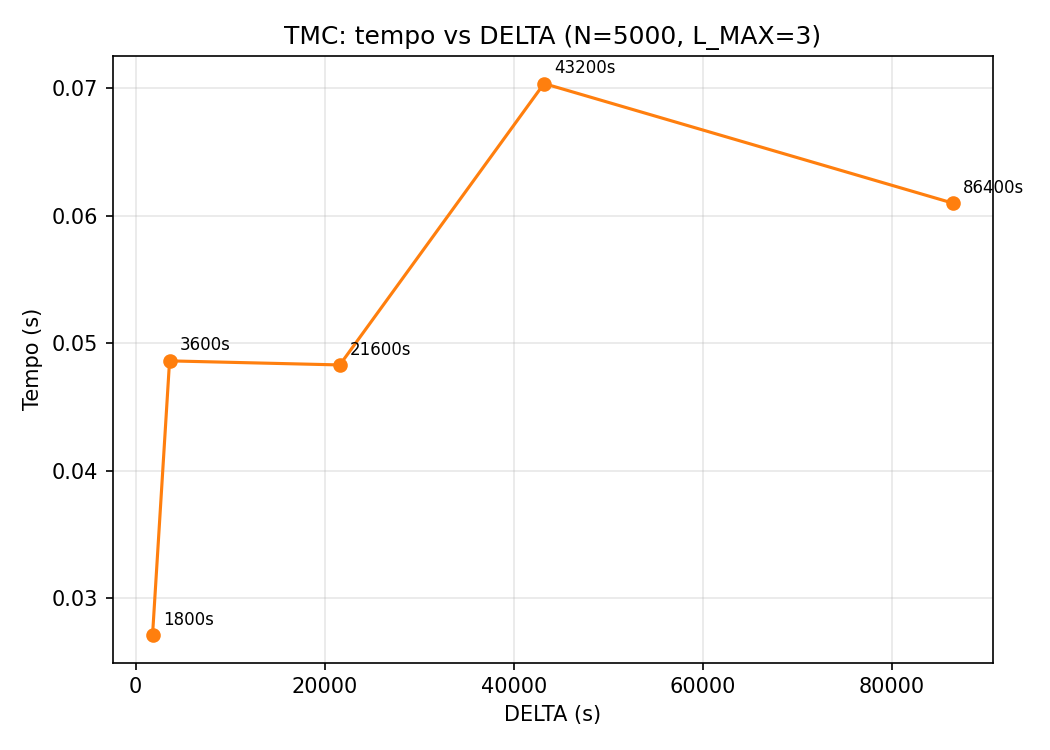 TMC: tempo vs DELTA (N=5000, L_MAX=3)
43200s
0.07
86400s
0.06
Tempo (s)
0.05
3600s
21600s
0.04
0.03
1800s
0
20000
40000
60000
80000
DELTA (s)